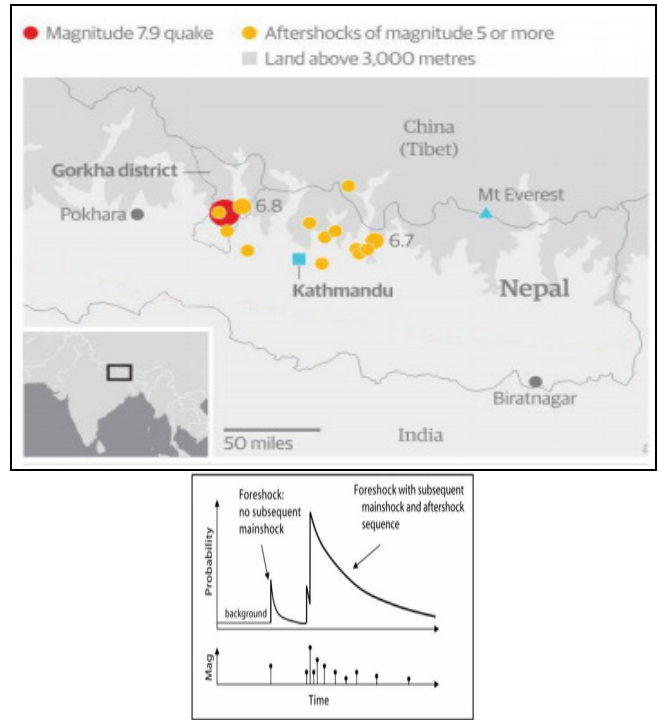 Magnitude 7.9 quake
Aftershocks of magnitude 5 or more
Land above 3,000 metres
China
(Tibet)
Gorkha district
Mt Everest
Pokhara
6.8
6.7
Kathmandu
Nepal
Biratnagar
50 miles
India
Foreshock:
no subsequent
mainshock
Foreshock with subsequent
mainshock and aftershock
sequence
Probability
background
Mag
Time